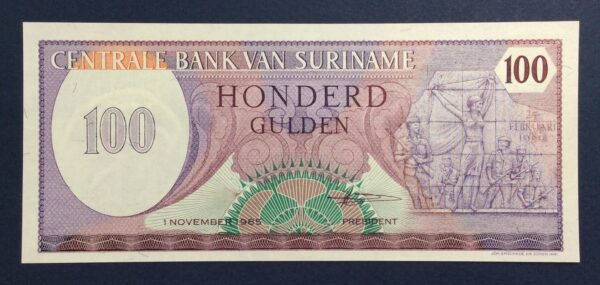 CENTRALE BANK VAN SURINAME
100
100
HONDERD
GULDEN
25
FEBRUARI
1980
1 NOVEMBER 1985
PRESIDENT